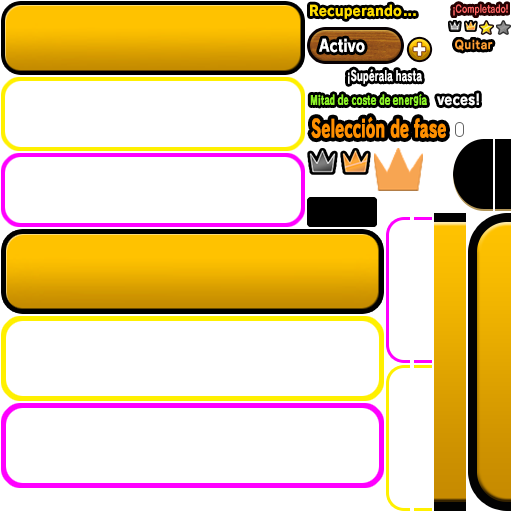 Recuperando...
¡Completado!
Activo
Quitar
¡Supérala hasta
Mitad de coste de energía
veces!
Selección de fase